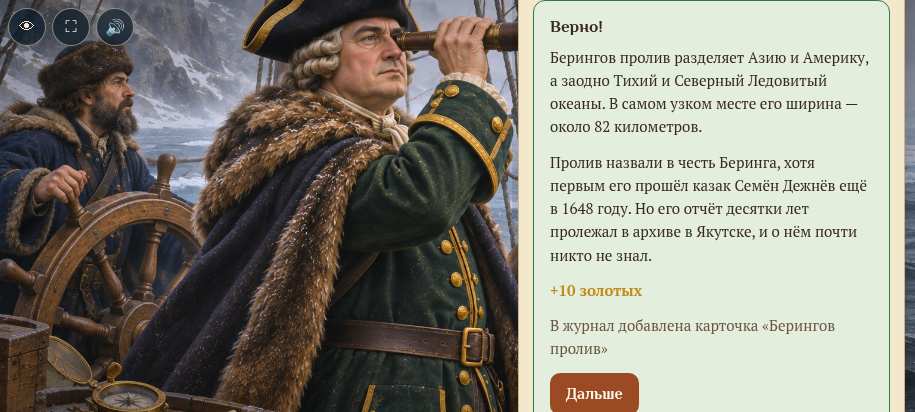 Верно!
Берингов пролив разделяет Азию и Америку,
а заодно Тихий и Северный Ледовитый
океаны. В самом узком месте его ширина —
около 82 километров.
Пролив назвали в честь Беринга, хотя
первым его прошёл казак Семён Дежнёв ещё
в 1648 году. Но его отчёт десятки лет
пролежал в архиве в Якутске, и о нём почти
никто не знал.
+10 золотых
В журнал добавлена карточка «Берингов
пролив»
Дальше